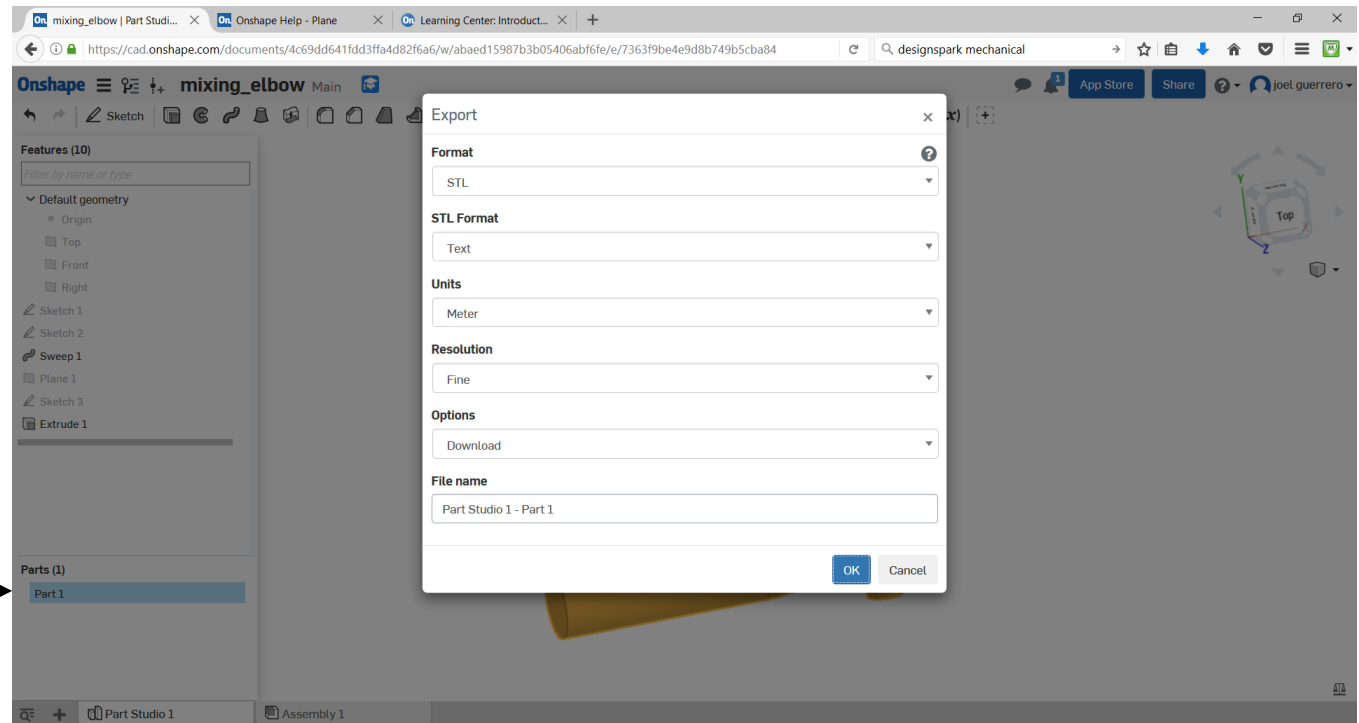 mixing_elbow | Part Studi...
Onshape Help - Plane
Learning Center: Introduct...
https://cad.onshape.com/documents/4c69dd641fdd3ffa4d82f6a6/w/abaed15987b3b05406abf6fe/e/7363f9be4e9d8b749b5cba84
designspark mechanical
Onshape mixing_elbow Main
1 App Store Share joel guerrero
Sketch x)
Export
Features (10)
Filter by name or type
Default geometry
Origin
Top
Front
Right
Sketch 1
Sketch 2
Sweep 1
Plane 1
Sketch 3
Extrude 1
Parts (1)
Part 1
Format
STL
STL Format
Text
Units
Meter
Resolution
Fine
Options
Download
File name
Part Studio 1 - Part 1
OK Cancel
Y
Top
X
Z
Part Studio 1
Assembly 1